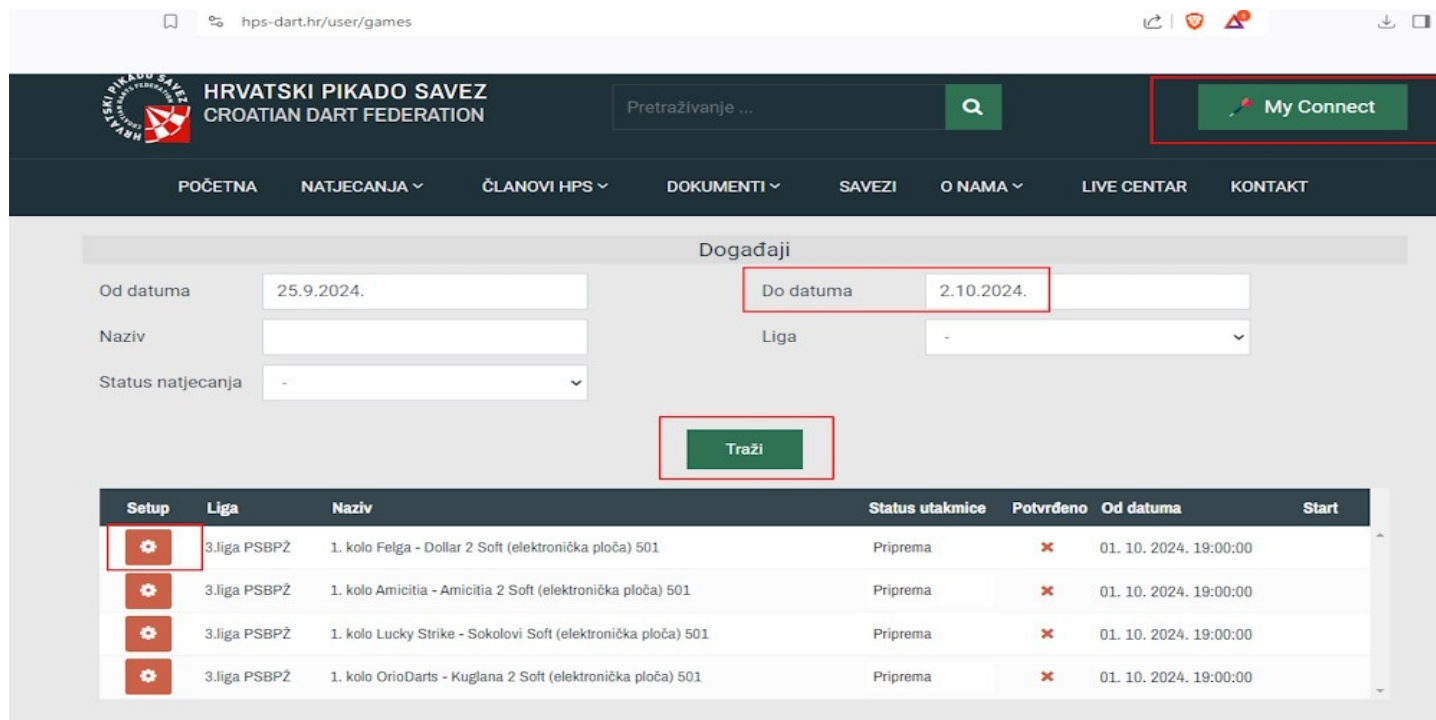 hps-dart.hr/user/games
HRVATSKI PIKADO SAVEZ
CROATIAN DART FEDERATION
Pretraživanje ...
My Connect
POČETNA NATJECANJA ČLANOVI HPS DOKUMENTI SAVEZI O NAMA LIVE CENTAR KONTAKT
Događaji
Od datuma 25.9.2024. Do datuma 2.10.2024.
Naziv Liga -
Status natjecanja -
Traži
Setup Liga Naziv Status utakmice Potvrđeno Od datuma Start
3.liga PSBPŽ 1. kolo Felga - Dollar 2 Soft (elektronička ploča) 501 Priprema 01. 10. 2024. 19:00:00
3.liga PSBPŽ 1. kolo Amicitia - Amicitia 2 Soft (elektronička ploča) 501 Priprema 01. 10. 2024. 19:00:00
3.liga PSBPŽ 1. kolo Lucky Strike - Sokolovi Soft (elektronička ploča) 501 Priprema 01. 10. 2024. 19:00:00
3.liga PSBPŽ 1. kolo OrioDarts - Kuglana 2 Soft (elektronička ploča) 501 Priprema 01. 10. 2024. 19:00:00